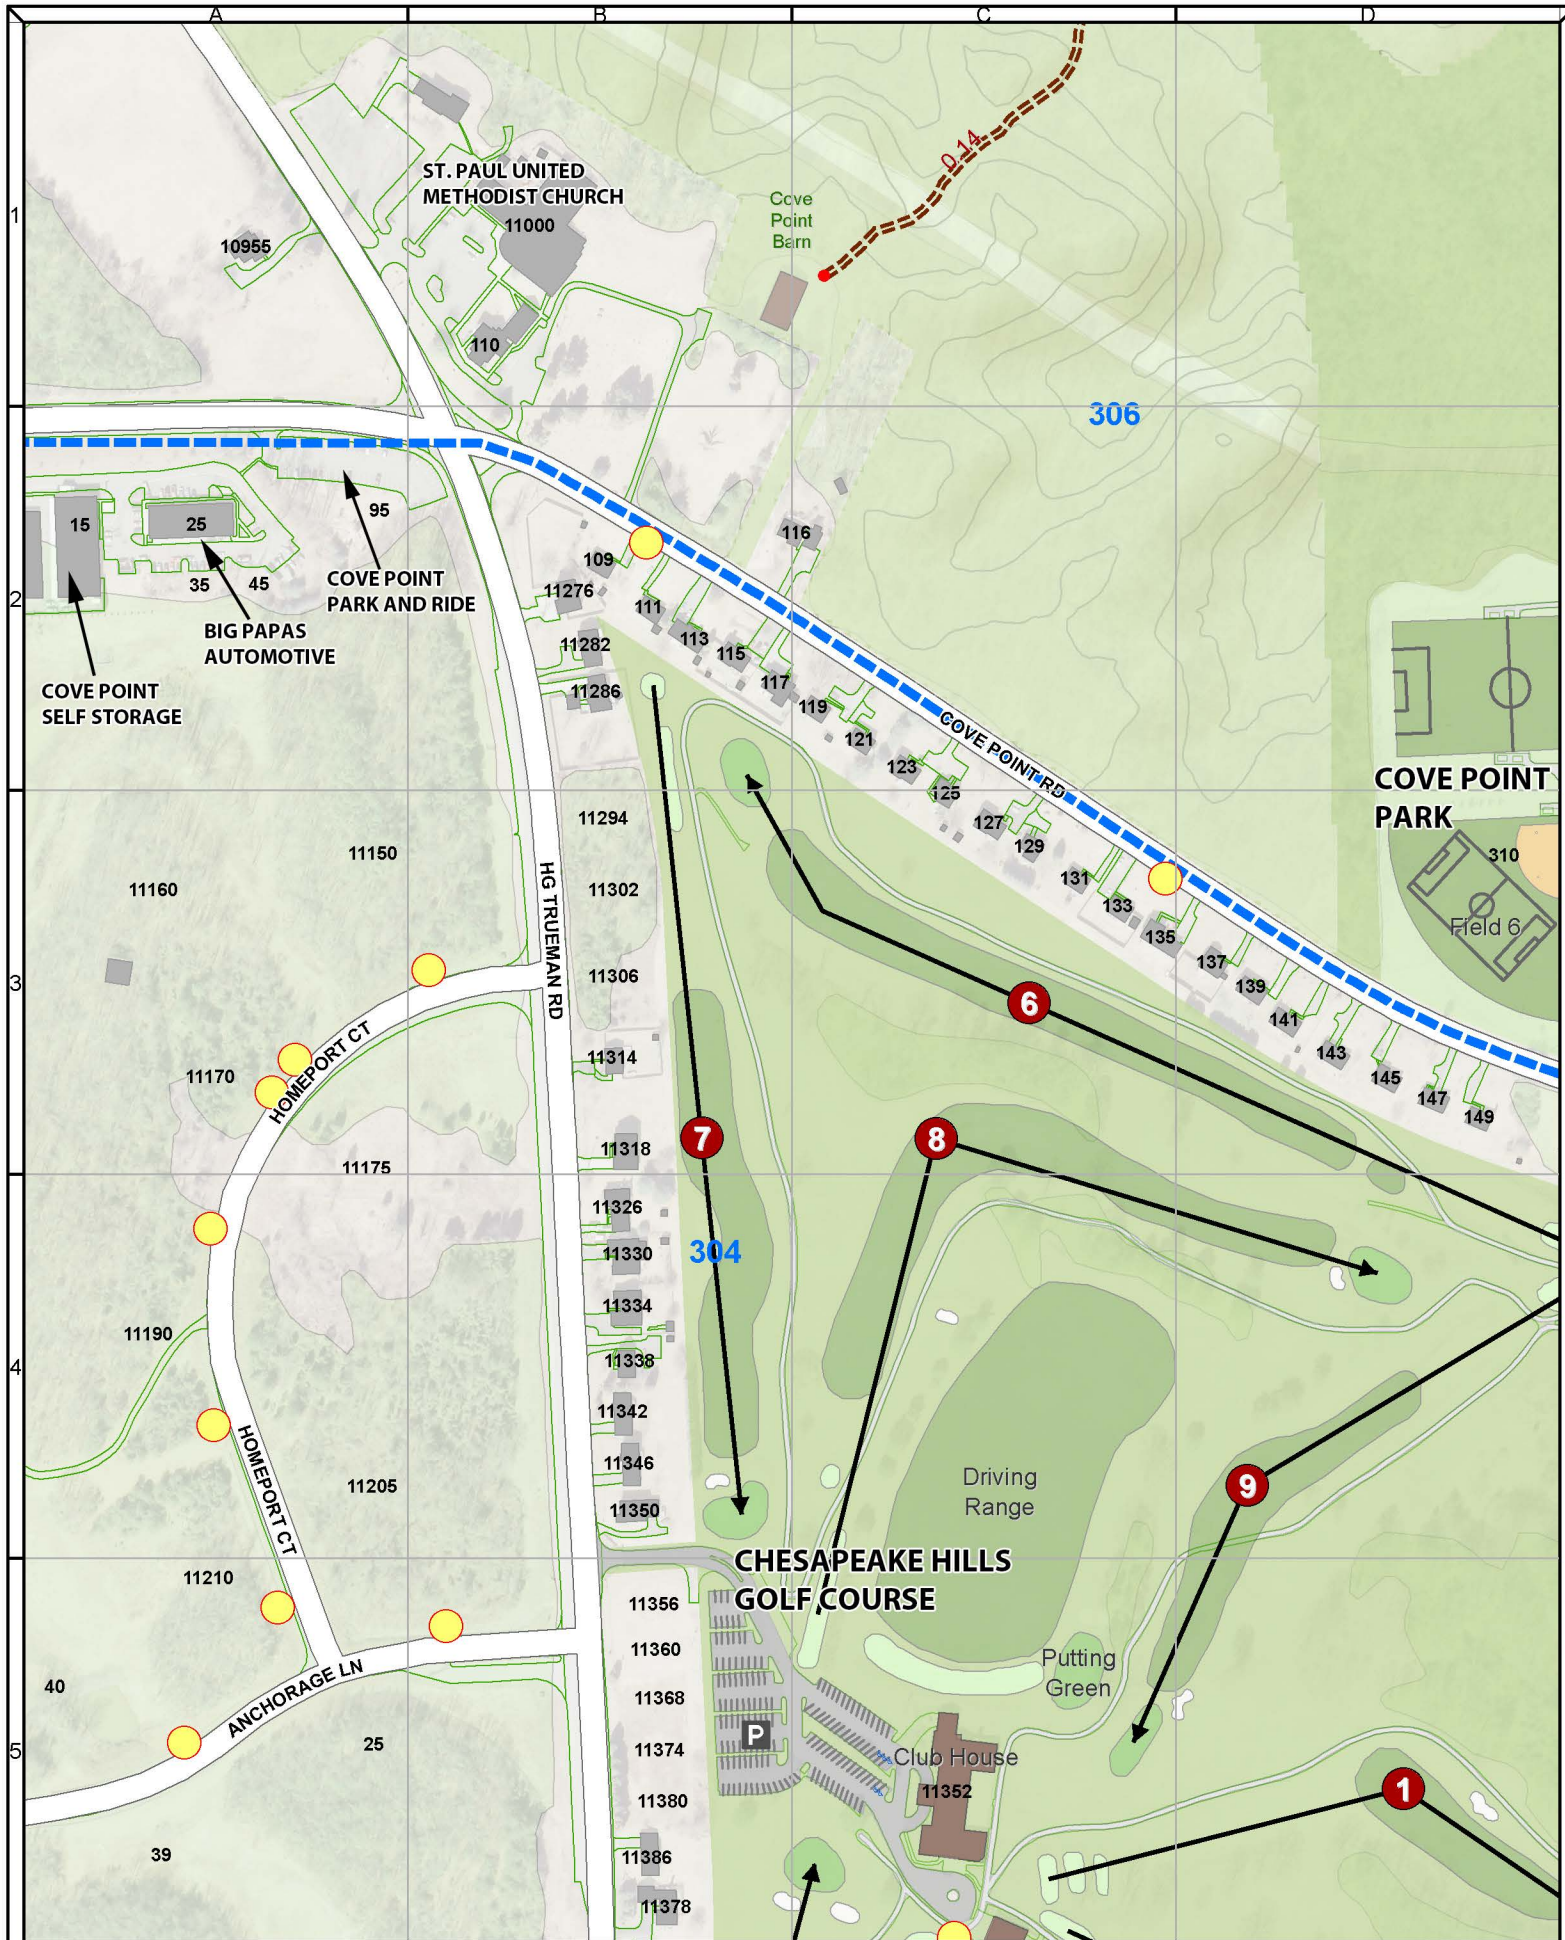 A
B
C
D
1
2
3
4
5
ST. PAUL UNITED
METHODIST CHURCH
11000
10955
110
0.14
Cove
Point
Barn
306
15
25
95
35
45
COVE POINT
PARK AND RIDE
BIG PAPAS
AUTOMOTIVE
COVE POINT
SELF STORAGE
109
116
11276
111
11282
113
115
11286
117
119
121
123
125
127
129
131
133
135
137
139
141
143
145
147
149
COVE POINT RD
COVE POINT
PARK
310
Field 6
11294
11150
11160
11302
HG TRUEMAN RD
11306
6
HOMEPORT CT
11170
11314
7
8
11318
11175
11326
11330
304
11334
11190
11338
11342
11346
11205
HOMEPORT CT
11350
Driving
Range
9
CHESAPEAKE HILLS
GOLF COURSE
11210
11356
11360
Putting
Green
40
ANCHORAGE LN
11368
25
11374
P
Club House
11352
11380
1
39
11386
11378